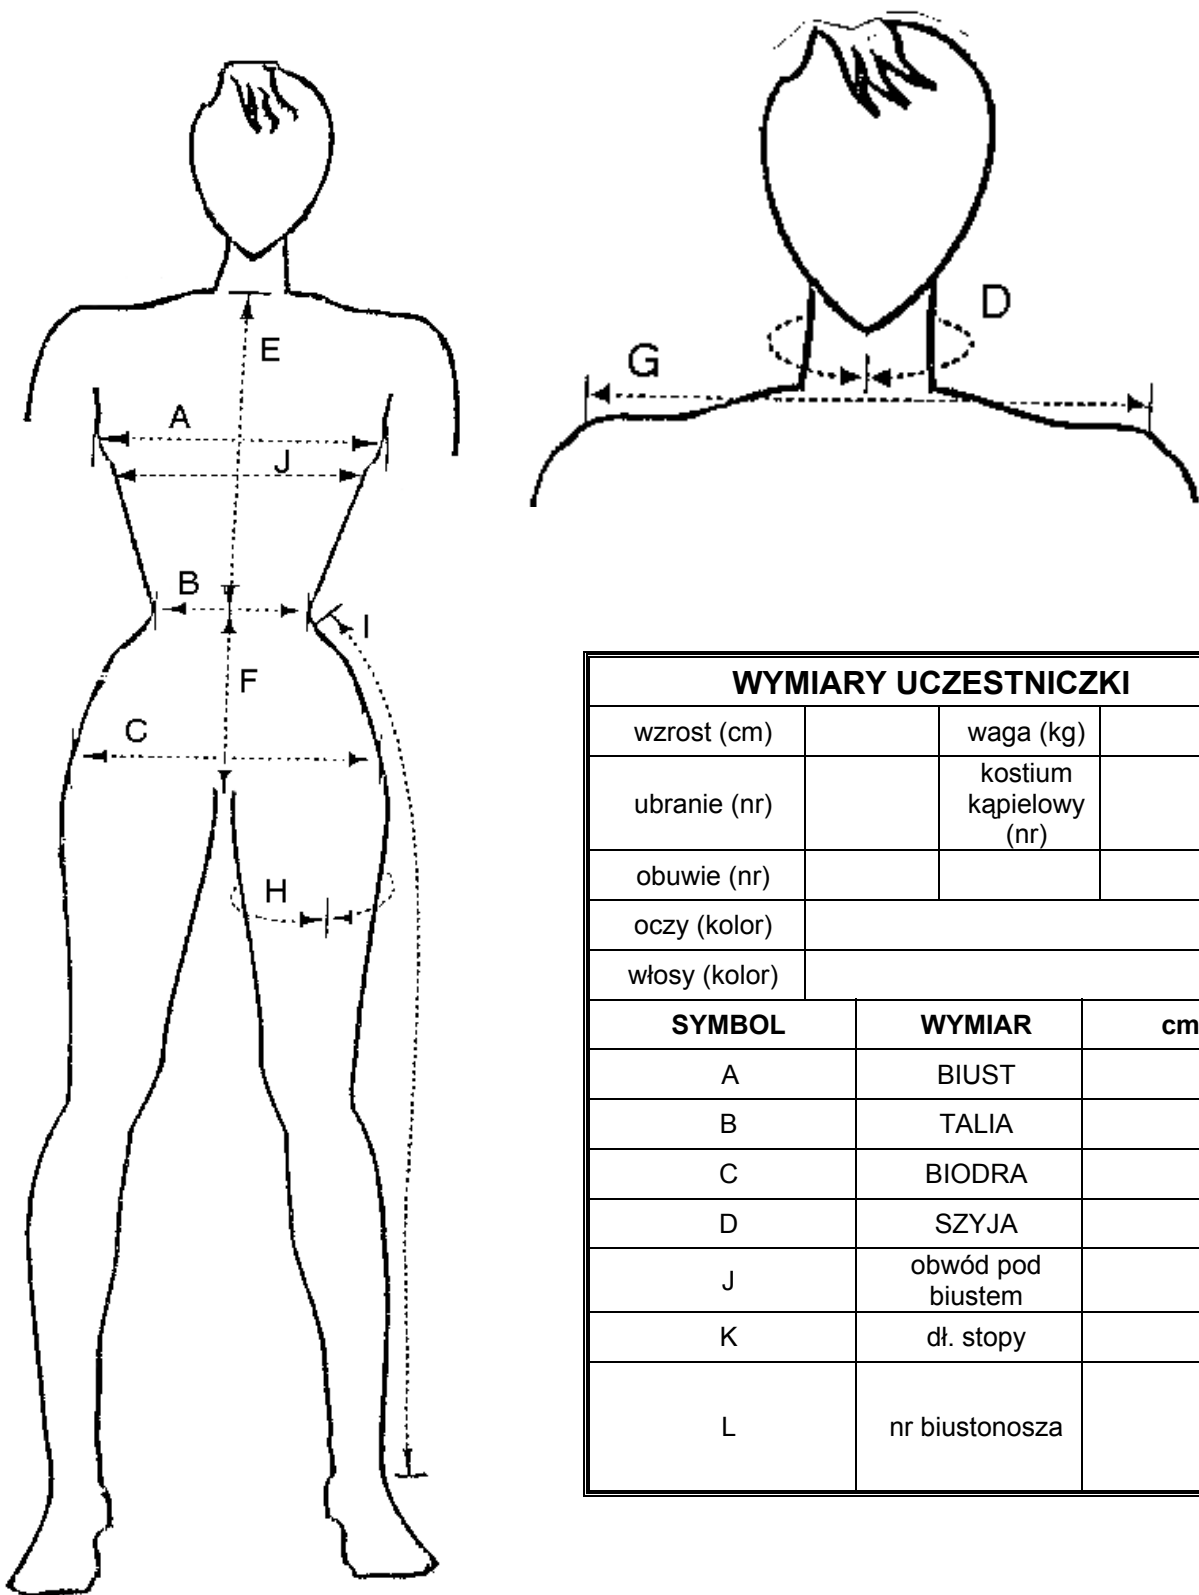 D
G
E
A
J
B
I
F
C
H
WYMIARY UCZESTNICZKI
wzrost (cm) waga (kg)
ubranie (nr) kostium
kąpielowy
(nr)
obuwie (nr)
oczy (kolor)
włosy (kolor)
SYMBOL WYMIAR cm
A BIUST
B TALIA
C BIODRA
D SZYJA
J obwód pod
biustem
K dł. stopy
L nr biustonosza